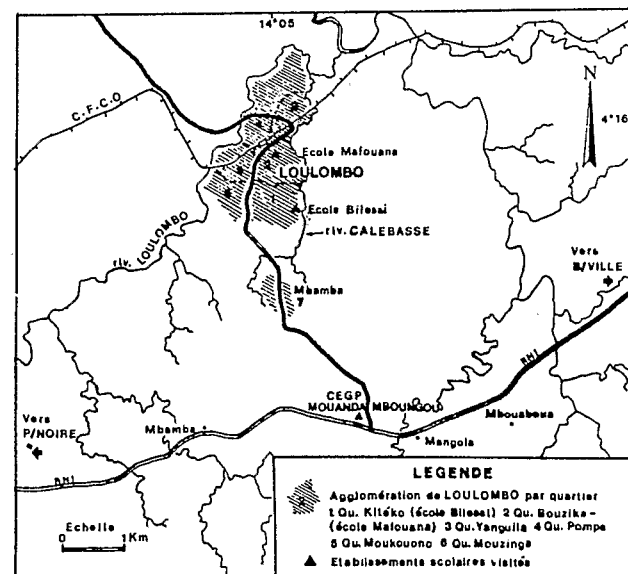 14°05
N
4°16
C.F.C.O
Ecole Mafouana
LOULOMBO
Ecole Bilessi
riv. CALEBASSE
riv. LOULOMBO
Vers
B/VILLE
Mbamba
7
RN1
CEGP
MOUANDA MBOUNGOU
Vers
P/NOIRE
Mbamba
Mangola
RN1
Echelle
0 1Km
LEGENDE
Agglomération de LOULOMBO par quartier
1 Qu. Kitéko (école Bilessi) 2 Qu. Bouzika-
(école Mafouana) 3 Qu. Yanguila 4 Qu. Pompe
5 Qu. Moukouono 6 Qu. Mouzinga
Etablissements scolaires visités